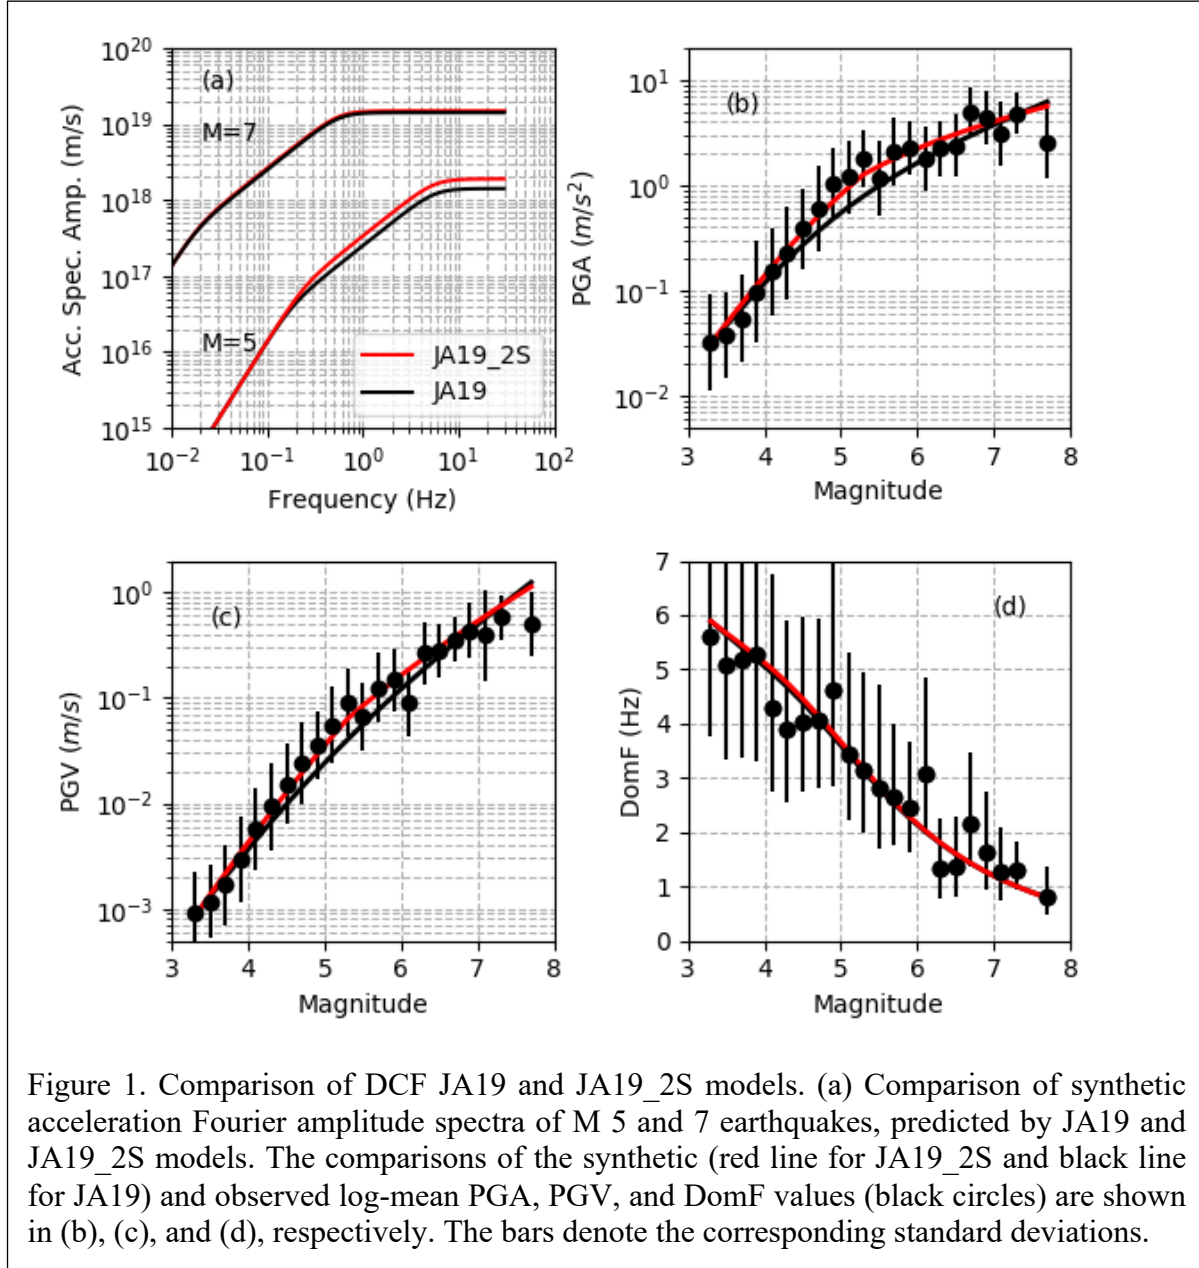 10^20
10^19
10^18
10^17
10^16
10^15
Acc. Spec. Amp. (m/s)
(a)
M=7
M=5
JA19_2S
JA19
10^-2 10^-1 10^0 10^1 10^2
Frequency (Hz)
10^1
10^0
10^-1
10^-2
PGA (m/s^2)
(b)
3 4 5 6 7 8
Magnitude
10^0
10^-1
10^-2
10^-3
PGV (m/s)
(c)
3 4 5 6 7 8
Magnitude
7
6
5
4
3
2
1
0
DomF (Hz)
(d)
3 4 5 6 7 8
Magnitude
Figure 1. Comparison of DCF JA19 and JA19_2S models. (a) Comparison of synthetic
acceleration Fourier amplitude spectra of M 5 and 7 earthquakes, predicted by JA19 and
JA19_2S models. The comparisons of the synthetic (red line for JA19_2S and black line
for JA19) and observed log-mean PGA, PGV, and DomF values (black circles) are shown
in (b), (c), and (d), respectively. The bars denote the corresponding standard deviations.